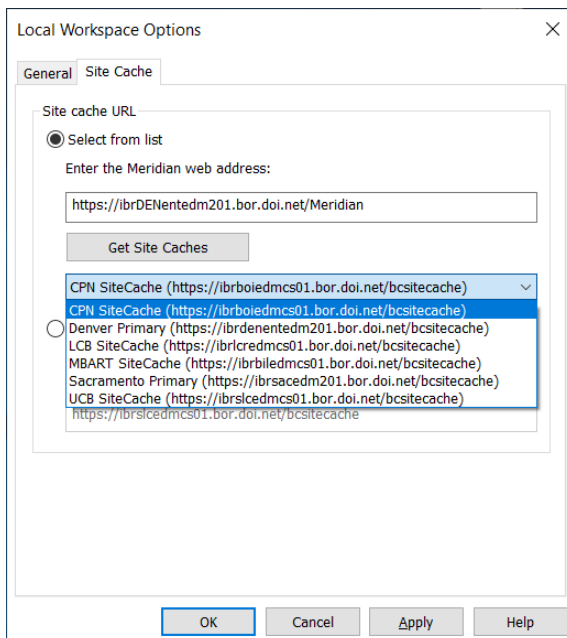 Local Workspace Options
General
Site Cache
Site cache URL
Select from list
Enter the Meridian web address:
https://ibrDENentedm201.bor.doi.net/Meridian
Get Site Caches
CPN SiteCache (https://ibrboiedmcs01.bor.doi.net/bcsitecache)
CPN SiteCache (https://ibrboiedmcs01.bor.doi.net/bcsitecache)
Denver Primary (https://ibrdenentedm201.bor.doi.net/bcsitecache)
LCB SiteCache (https://ibrlcredmcs01.bor.doi.net/bcsitecache)
MBART SiteCache (https://ibrbiledmcs01.bor.doi.net/bcsitecache)
Sacramento Primary (https://ibrsacedm201.bor.doi.net/bcsitecache)
UCB SiteCache (https://ibrslcedmcs01.bor.doi.net/bcsitecache)
https://ibrslcedmcs01.bor.doi.net/bcsitecache
OK
Cancel
Apply
Help